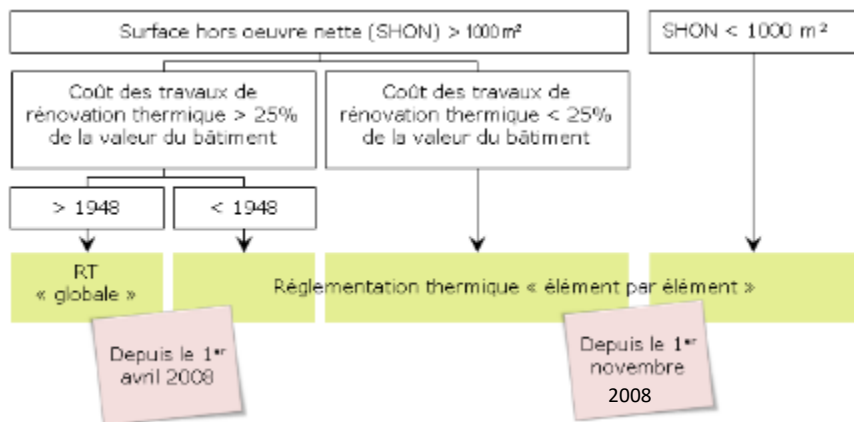 Surface hors oeuvre nette (SHON) > 1000 m²
SHON < 1000 m²
Coût des travaux de
rénovation thermique > 25%
de la valeur du bâtiment
Coût des travaux de
rénovation thermique < 25%
de la valeur du bâtiment
> 1948
< 1948
RT
« globale »
Réglementation thermique « élément par élément »
Depuis le 1er
avril 2008
Depuis le 1er
novembre
2008